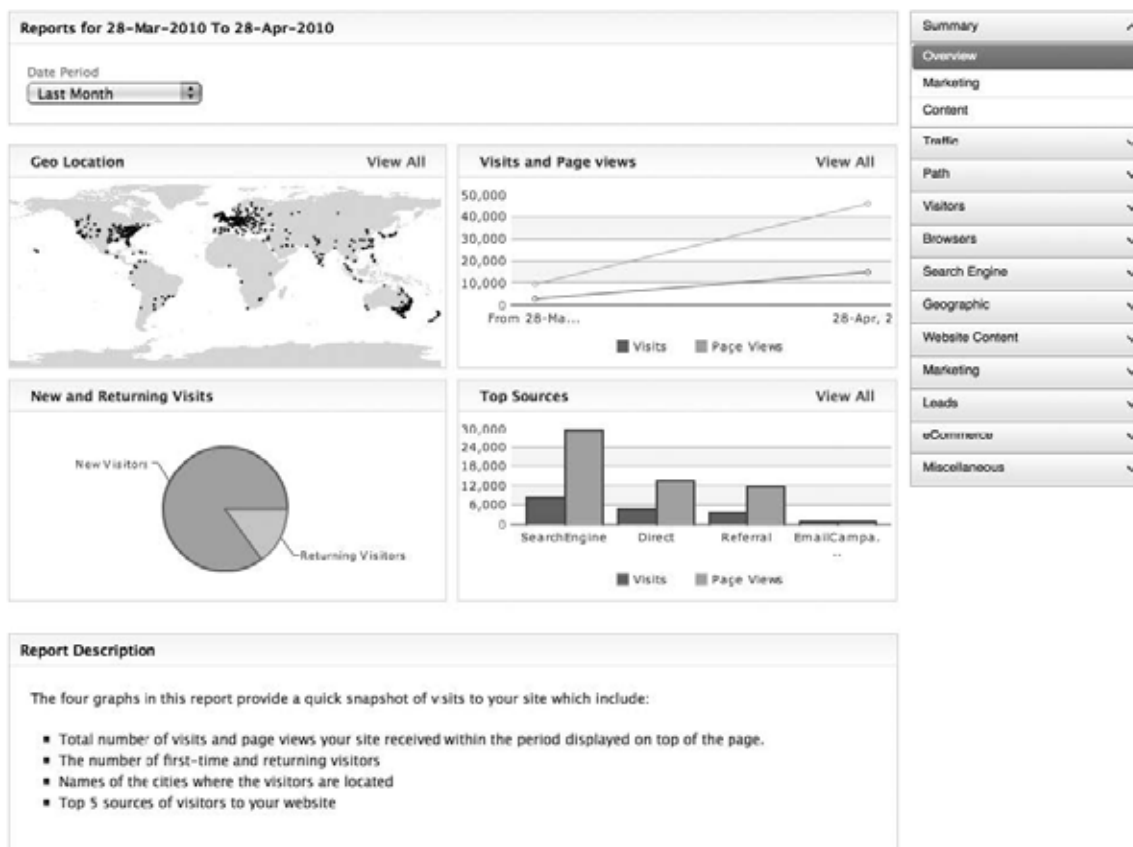 Reports for 28-Mar-2010 To 28-Apr-2010
Date Period
Last Month
Geo Location View All
Visits and Page views View All
50,000
40,000
30,000
20,000
10,000
0
From 28-Ma... 28-Apr, 2
Visits Page Views
New and Returning Visits
New Visitors
Returning Visitors
Top Sources View All
30,000
24,000
18,000
12,000
6,000
0
SearchEngine Direct Referral EmailCampa.
..
Visits Page Views
Report Description
The four graphs in this report provide a quick snapshot of visits to your site which include:
Total number of visits and page views your site received within the period displayed on top of the page.
The number of first-time and returning visitors
Names of the cities where the visitors are located
Top 5 sources of visitors to your website
Summary
Overview
Marketing
Content
Traffic
Path
Visitors
Browsers
Search Engine
Geographic
Website Content
Marketing
Leads
eCommerce
Miscellaneous